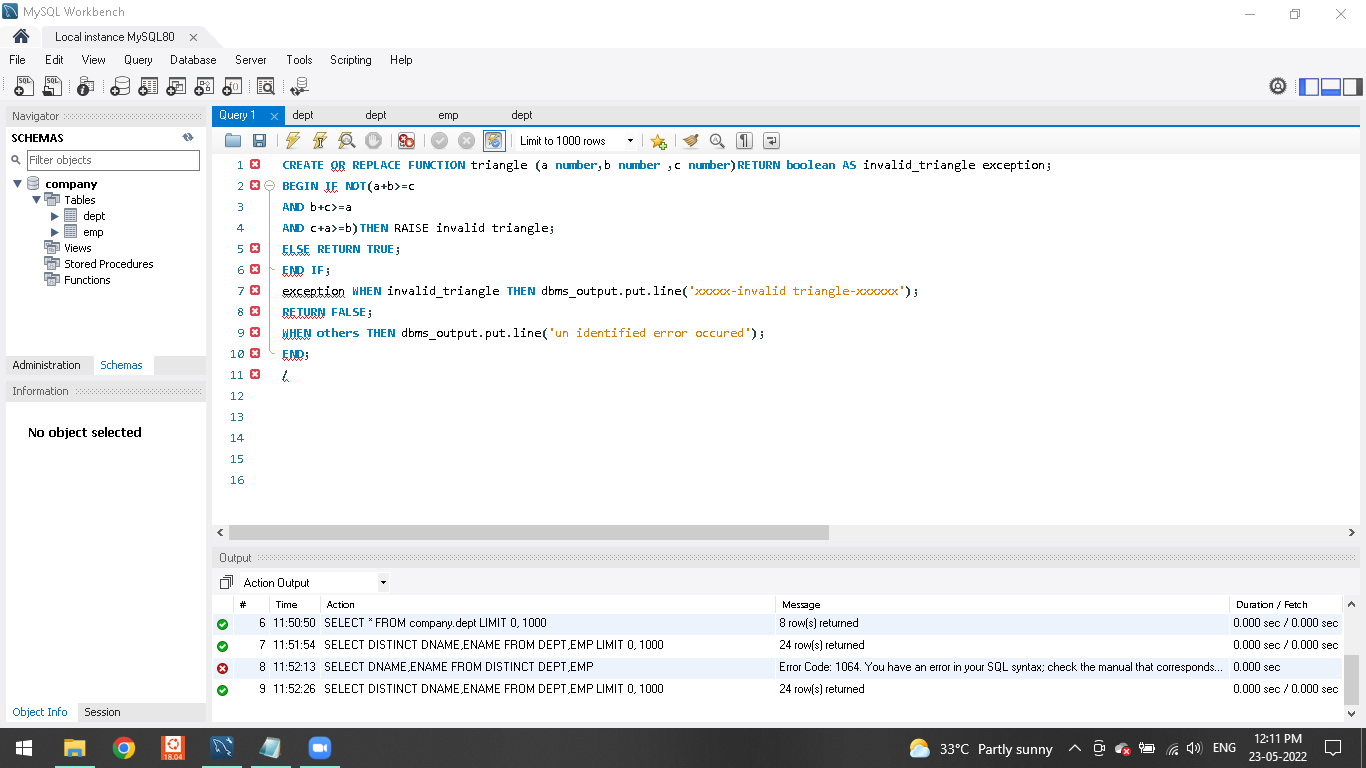 MySQL Workbench
Local instance MySQL80
File Edit View Query Database Server Tools Scripting Help
Navigator
SCHEMAS
Filter objects
company
Tables
dept
emp
Views
Stored Procedures
Functions
Administration Schemas
Information
No object selected
Object Info Session
Query 1 dept dept emp dept
Limit to 1000 rows
1 CREATE OR REPLACE FUNCTION triangle (a number,b number ,c number)RETURN boolean AS invalid_triangle exception;
2 BEGIN IF NOT(a+b>=c
3 AND b+c>=a
4 AND c+a>=b)THEN RAISE invalid triangle;
5 ELSE RETURN TRUE;
6 END IF;
7 exception WHEN invalid_triangle THEN dbms_output.put.line('xxxxx-invalid triangle-xxxxxx');
8 RETURN FALSE;
9 WHEN others THEN dbms_output.put.line('un identified error occured');
10 END;
11 /
12
13
14
15
16
Output
Action Output
# Time Action Message Duration / Fetch
6 11:50:50 SELECT * FROM company.dept LIMIT 0, 1000 8 row(s) returned 0.000 sec / 0.000 sec
7 11:51:54 SELECT DISTINCT DNAME,ENAME FROM DEPT,EMP LIMIT 0, 1000 24 row(s) returned 0.000 sec / 0.000 sec
8 11:52:13 SELECT DNAME,ENAME FROM DISTINCT DEPT,EMP Error Code: 1064. You have an error in your SQL syntax; check the manual that corresponds... 0.000 sec
9 11:52:26 SELECT DISTINCT DNAME,ENAME FROM DEPT,EMP LIMIT 0, 1000 24 row(s) returned 0.000 sec / 0.000 sec
18.04
33°C Partly sunny
ENG
12:11 PM
23-05-2022